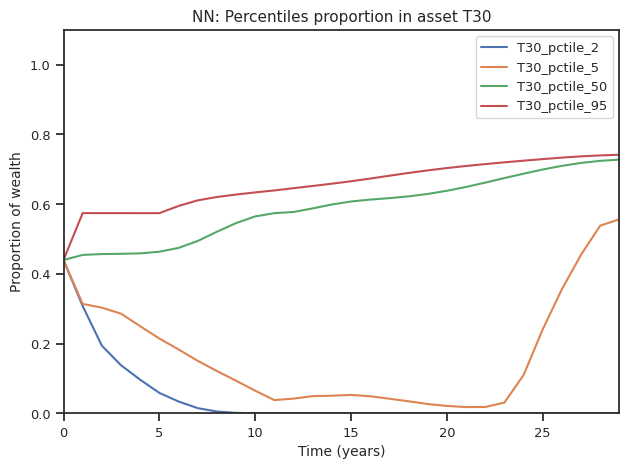 NN: Percentiles proportion in asset T30
T30_pctile_2
T30_pctile_5
T30_pctile_50
T30_pctile_95
Proportion of wealth
1.0
0.8
0.6
0.4
0.2
0.0
0 5 10 15 20 25
Time (years)